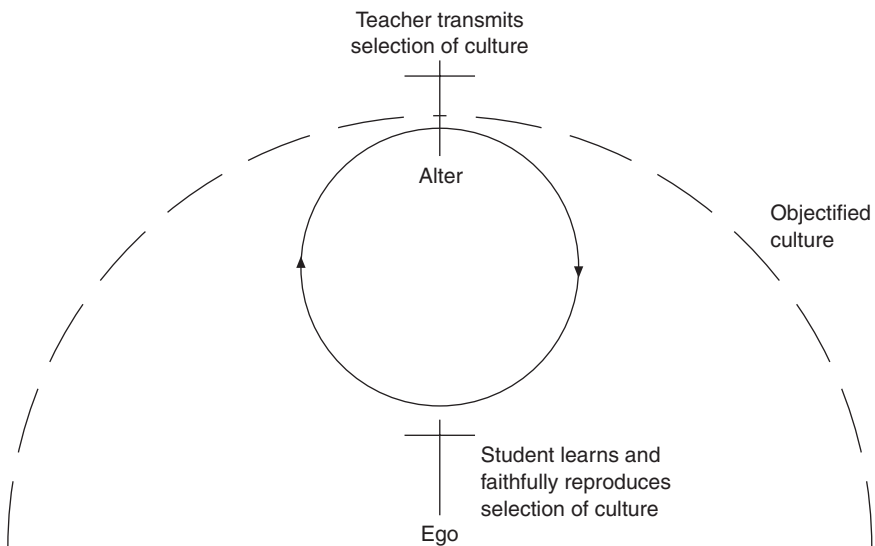 Teacher transmits
selection of culture
Alter
Objectified
culture
Student learns and
faithfully reproduces
selection of culture
Ego